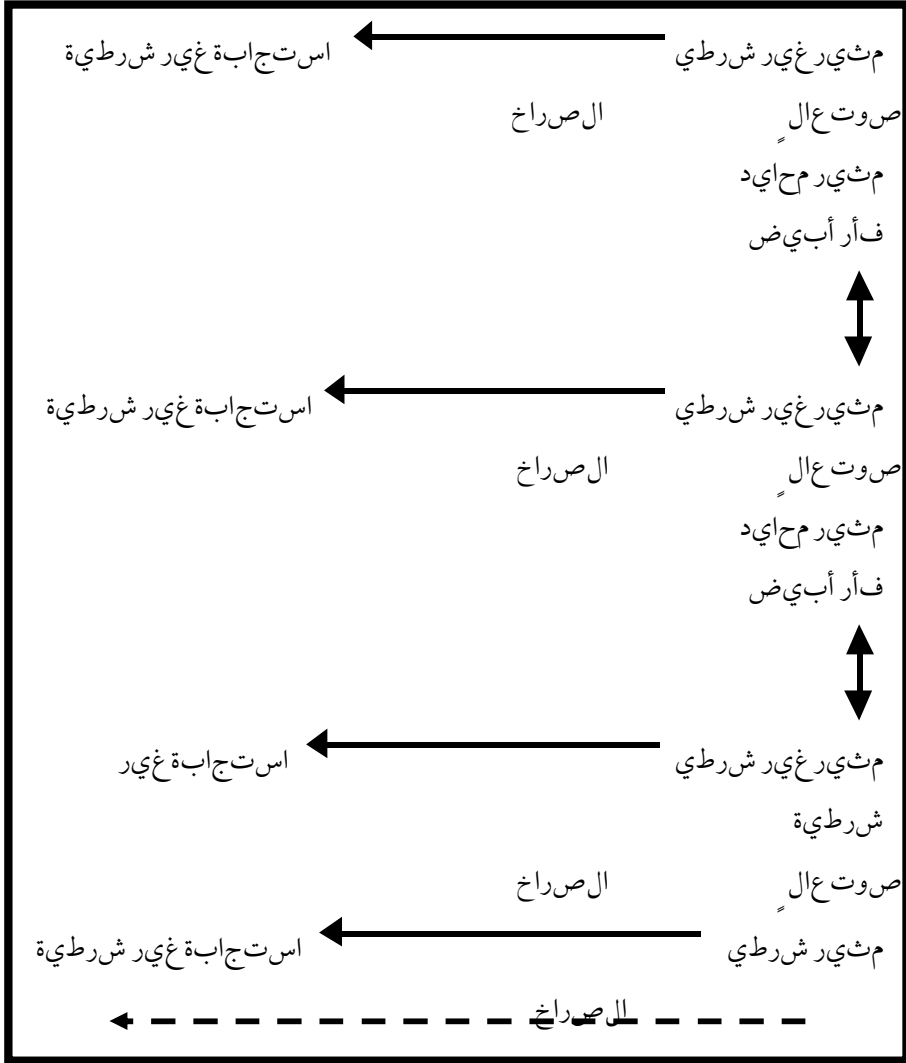 مثير غير شرطي استجابة غير شرطية
صوت عالٍ الصراخ
مثير محايد
فأر أبيض
مثير غير شرطي استجابة غير شرطية
صوت عالٍ الصراخ
مثير محايد
فأر أبيض
مثير غير شرطي استجابة غير
شرطية
صوت عالٍ الصراخ
مثير شرطي استجابة غير شرطية
الصراخ